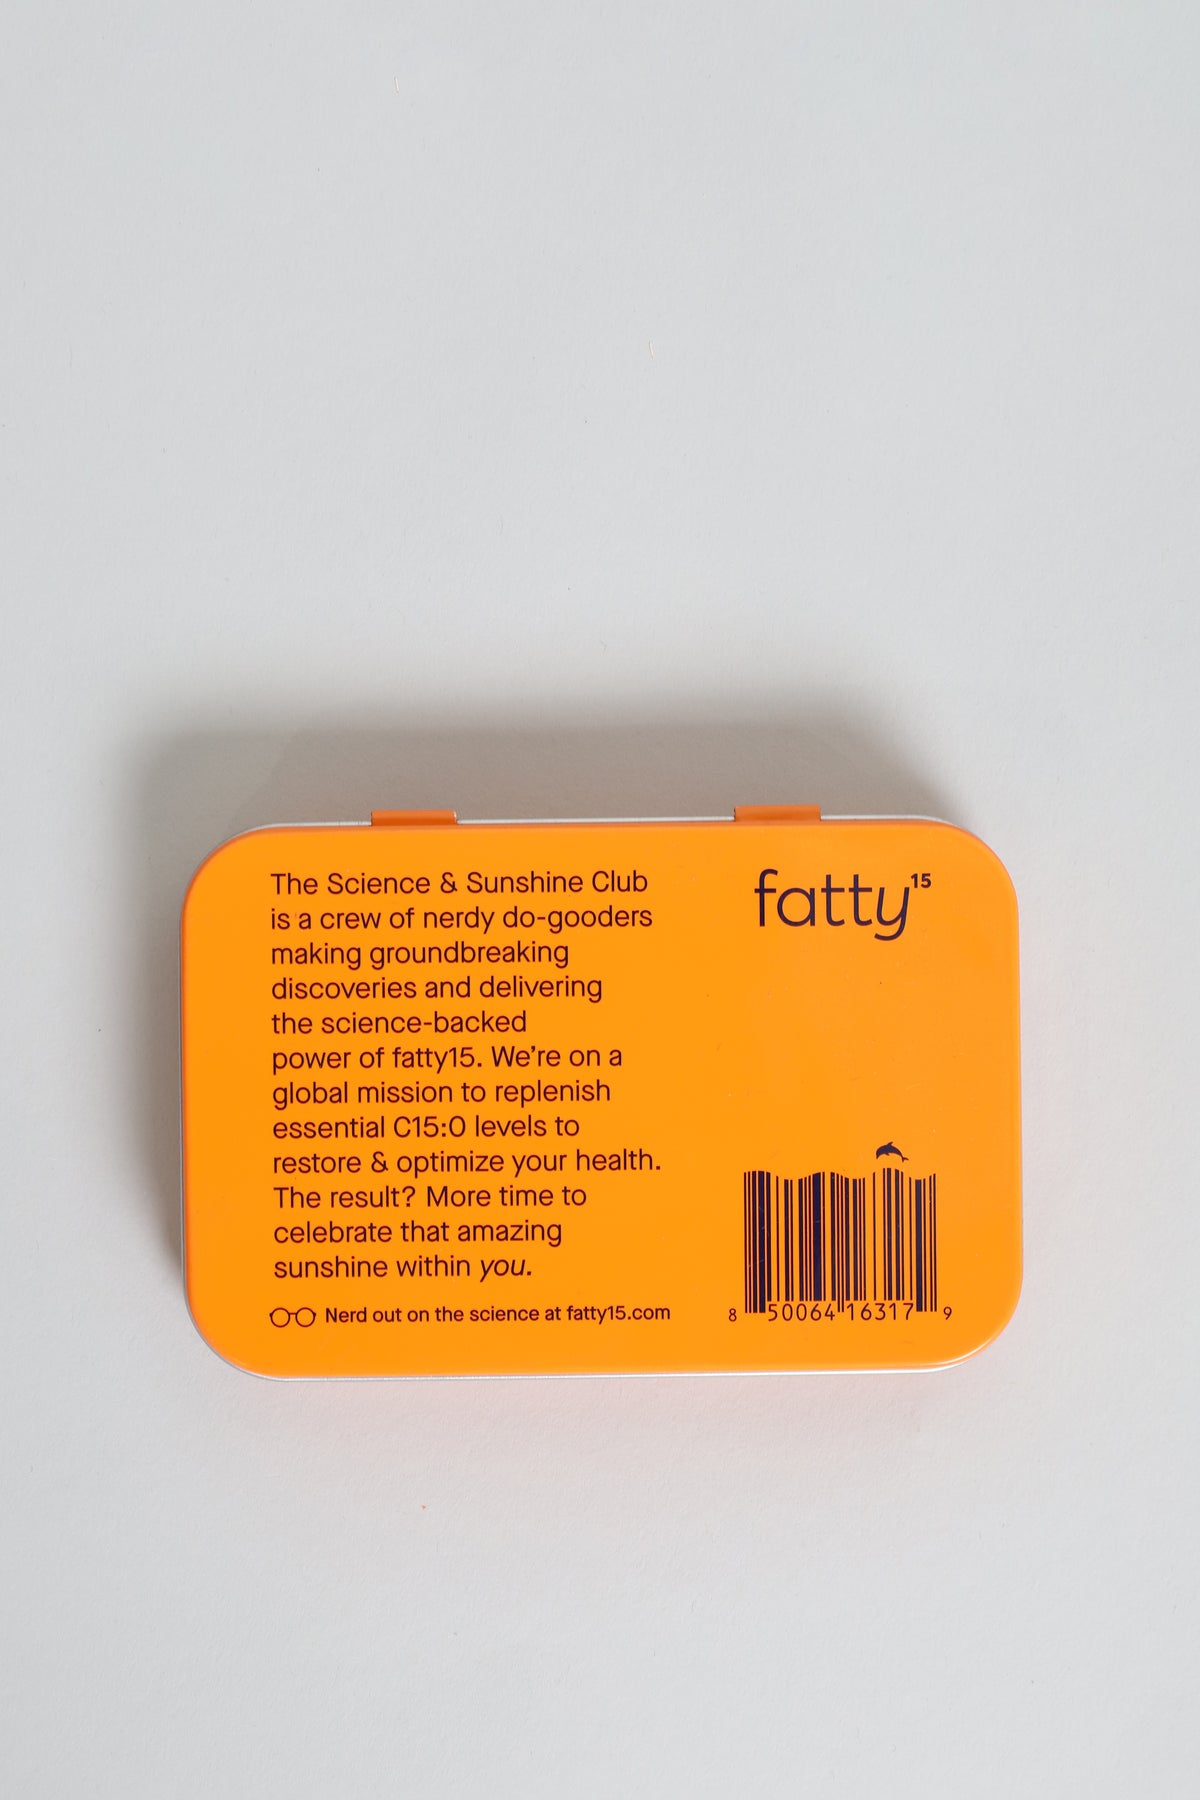 The Science & Sunshine Club
is a crew of nerdy do-gooders
making groundbreaking
discoveries and delivering
the science-backed
power of fatty15. We're on a
global mission to replenish
essential C15:0 levels to
restore & optimize your health.
The result? More time to
celebrate that amazing
sunshine within you.
Nerd out on the science at fatty15.com
fatty15
8 50064 16317 9